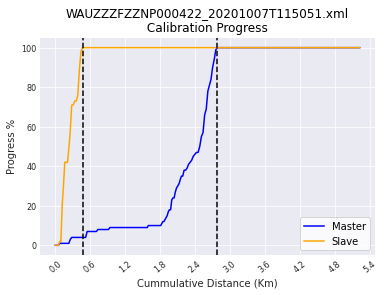 WAUZZZFZZNP000422_20201007T115051.xml
Calibration Progress
Progress %
100
80
60
40
20
0
0.0 0.6 1.2 1.8 2.4 3.0 3.6 4.2 4.8 5.4
Cummulative Distance (Km)
Master
Slave